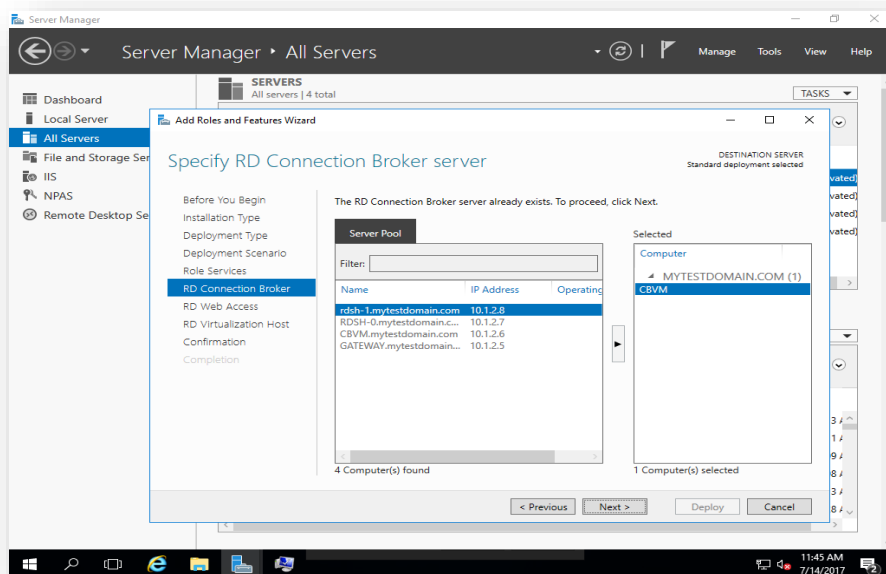 Server Manager
Server Manager • All Servers
Manage Tools View Help
Dashboard
Local Server
All Servers
File and Storage Ser
IIS
NPAS
Remote Desktop Se
SERVERS
All servers | 4 total
TASKS
vated)
vated)
vated)
vated)
Add Roles and Features Wizard
Specify RD Connection Broker server
DESTINATION SERVER
Standard deployment selected
Before You Begin
Installation Type
Deployment Type
Deployment Scenario
Role Services
RD Connection Broker
RD Web Access
RD Virtualization Host
Confirmation
Completion
The RD Connection Broker server already exists. To proceed, click Next.
Server Pool
Filter:
Name IP Address Operating
rdsh-1.mytestdomain.com 10.1.2.8
RDSH-0.mytestdomain.c... 10.1.2.7
CBVM.mytestdomain.com 10.1.2.6
GATEWAY.mytestdomain... 10.1.2.5
4 Computer(s) found
Selected
Computer
MYTESTDOMAIN.COM (1)
CBVM
1 Computer(s) selected
< Previous Next > Deploy Cancel
11:45 AM
7/14/2017
2